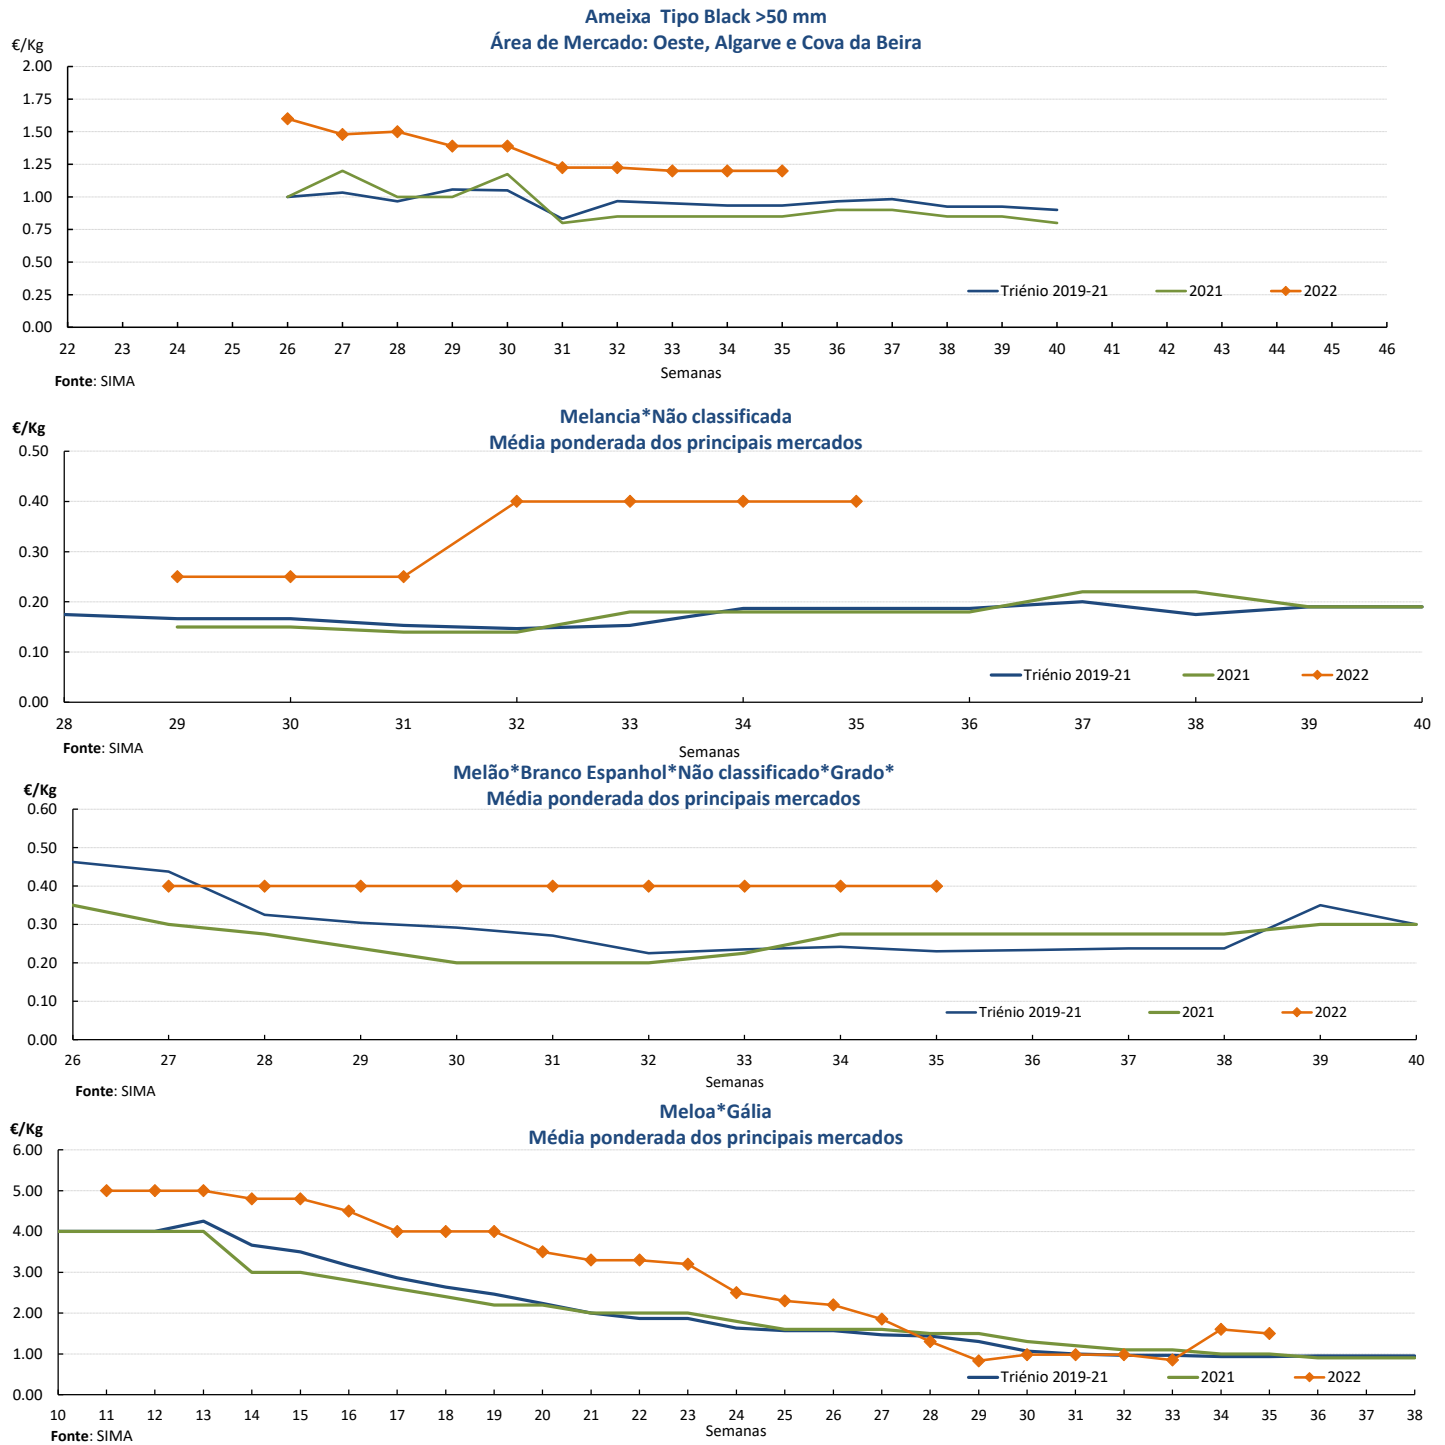 Ameixa Tipo Black >50 mm
Área de Mercado: Oeste, Algarve e Cova da Beira
€/Kg
2.00
1.75
1.50
1.25
1.00
0.75
0.50
0.25
0.00
Triénio 2019-21 2021 2022
22 23 24 25 26 27 28 29 30 31 32 33 34 35 36 37 38 39 40 41 42 43 44 45 46
Semanas
Fonte: SIMA
Melancia*Não classificada
Média ponderada dos principais mercados
€/Kg
0.50
0.40
0.30
0.20
0.10
0.00
Triénio 2019-21 2021 2022
28 29 30 31 32 33 34 35 36 37 38 39 40
Semanas
Fonte: SIMA
Melão*Branco Espanhol*Não classificado*Grado*
Média ponderada dos principais mercados
€/Kg
0.60
0.50
0.40
0.30
0.20
0.10
0.00
Triénio 2019-21 2021 2022
26 27 28 29 30 31 32 33 34 35 36 37 38 39 40
Semanas
Fonte: SIMA
Meloa*Gália
Média ponderada dos principais mercados
€/Kg
6.00
5.00
4.00
3.00
2.00
1.00
0.00
Triénio 2019-21 2021 2022
10 11 12 13 14 15 16 17 18 19 20 21 22 23 24 25 26 27 28 29 30 31 32 33 34 35 36 37 38
Semanas
Fonte: SIMA